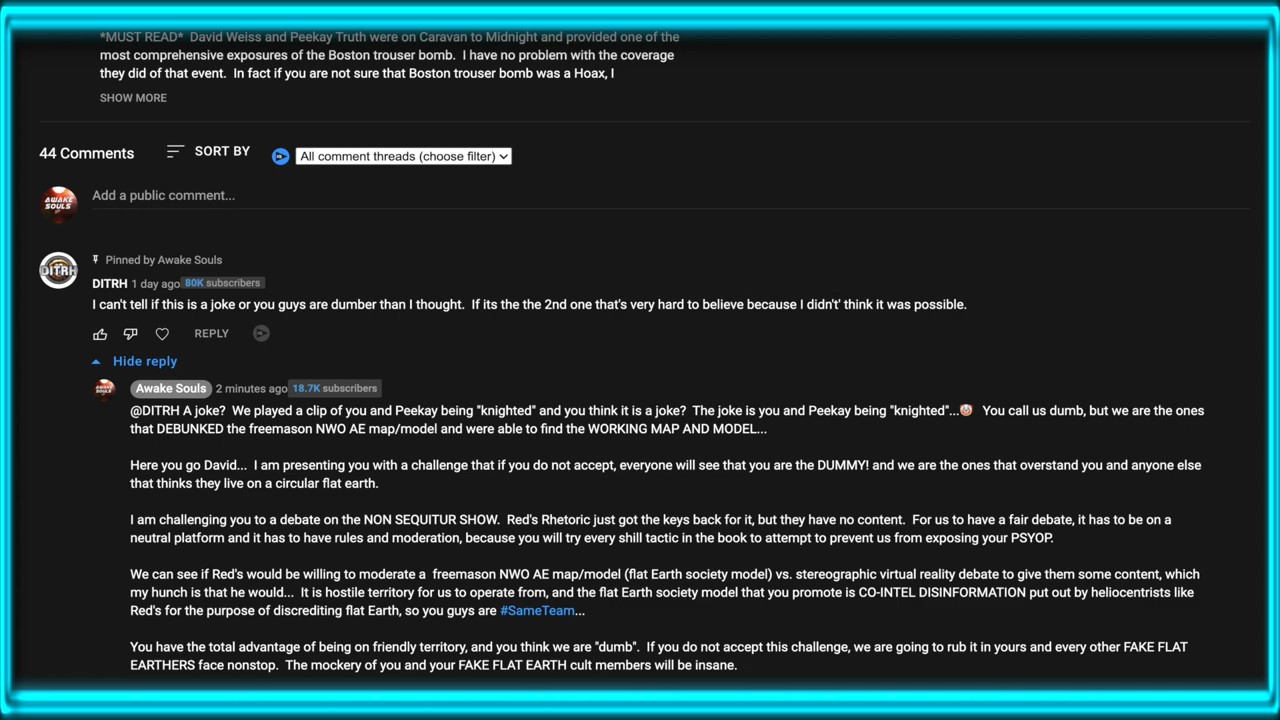 *MUST READ*  David Weiss and Peekay Truth were on Caravan to Midnight and provided one of the
most comprehensive exposures of the Boston trouser bomb.  I have no problem with the coverage
they did of that event.  In fact if you are not sure that Boston trouser bomb was a Hoax, I
SHOW MORE
44 Comments
SORT BY
All comment threads (choose filter)
AWAKE
SOULS
Add a public comment...
Pinned by Awake Souls
DITRH
DITRH 1 day ago 80K subscribers
I can't tell if this is a joke or you guys are dumber than I thought.  If its the the 2nd one that's very hard to believe because I didn't' think it was possible.
REPLY
Hide reply
Awake Souls 2 minutes ago 18.7K subscribers
@DITRH A joke?  We played a clip of you and Peekay being "knighted" and you think it is a joke?  The joke is you and Peekay being "knighted"...🤡  You call us dumb, but we are the ones
that DEBUNKED the freemason NWO AE map/model and were able to find the WORKING MAP AND MODEL...
Here you go David...  I am presenting you with a challenge that if you do not accept, everyone will see that you are the DUMMY! and we are the ones that overstand you and anyone else
that thinks they live on a circular flat earth.
I am challenging you to a debate on the NON SEQUITUR SHOW.  Red's Rhetoric just got the keys back for it, but they have no content.  For us to have a fair debate, it has to be on a
neutral platform and it has to have rules and moderation, because you will try every shill tactic in the book to attempt to prevent us from exposing your PSYOP.
We can see if Red's would be willing to moderate a  freemason NWO AE map/model (flat Earth society model) vs. stereographic virtual reality debate to give them some content, which
my hunch is that he would...  It is hostile territory for us to operate from, and the flat Earth society model that you promote is CO-INTEL DISINFORMATION put out by heliocentrists like
Red's for the purpose of discrediting flat Earth, so you guys are #SameTeam...
You have the total advantage of being on friendly territory, and you think we are "dumb".  If you do not accept this challenge, we are going to rub it in yours and every other FAKE FLAT
EARTHERS face nonstop.  The mockery of you and your FAKE FLAT EARTH cult members will be insane.